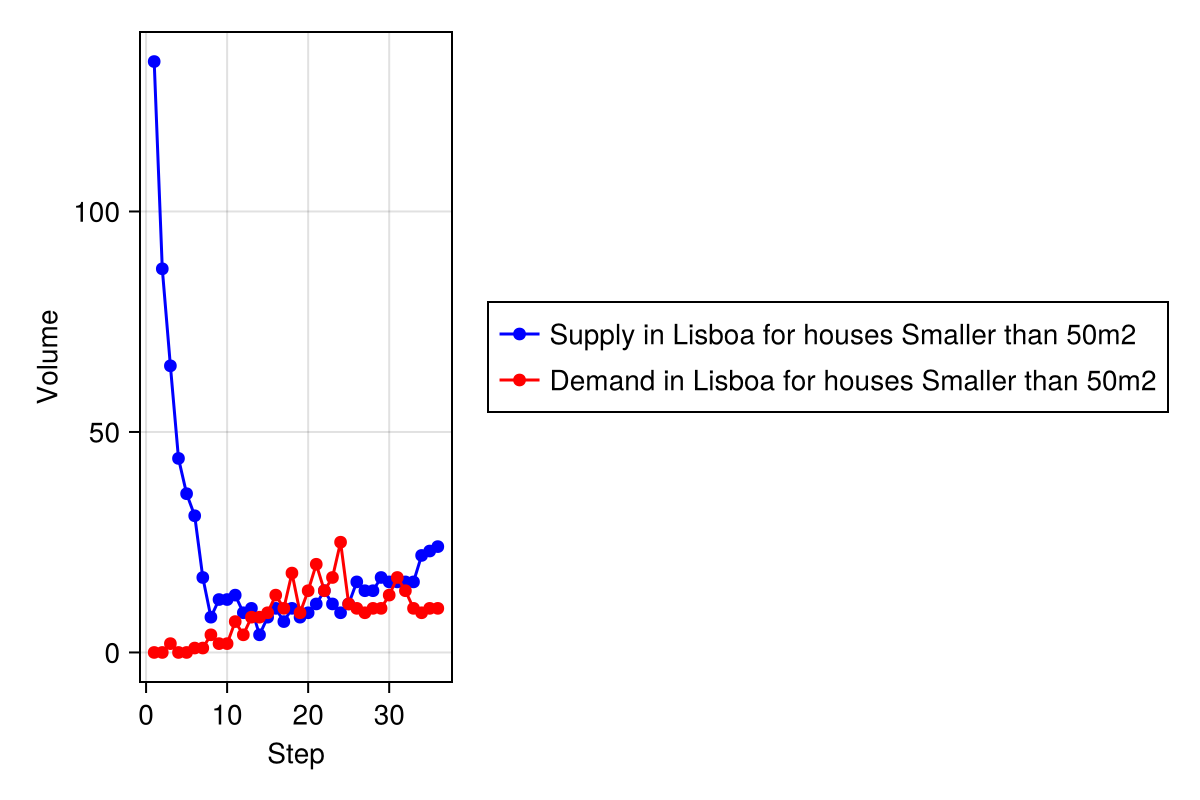 Volume
100
50
0
0 10 20 30
Step
Supply in Lisboa for houses Smaller than 50m2
Demand in Lisboa for houses Smaller than 50m2